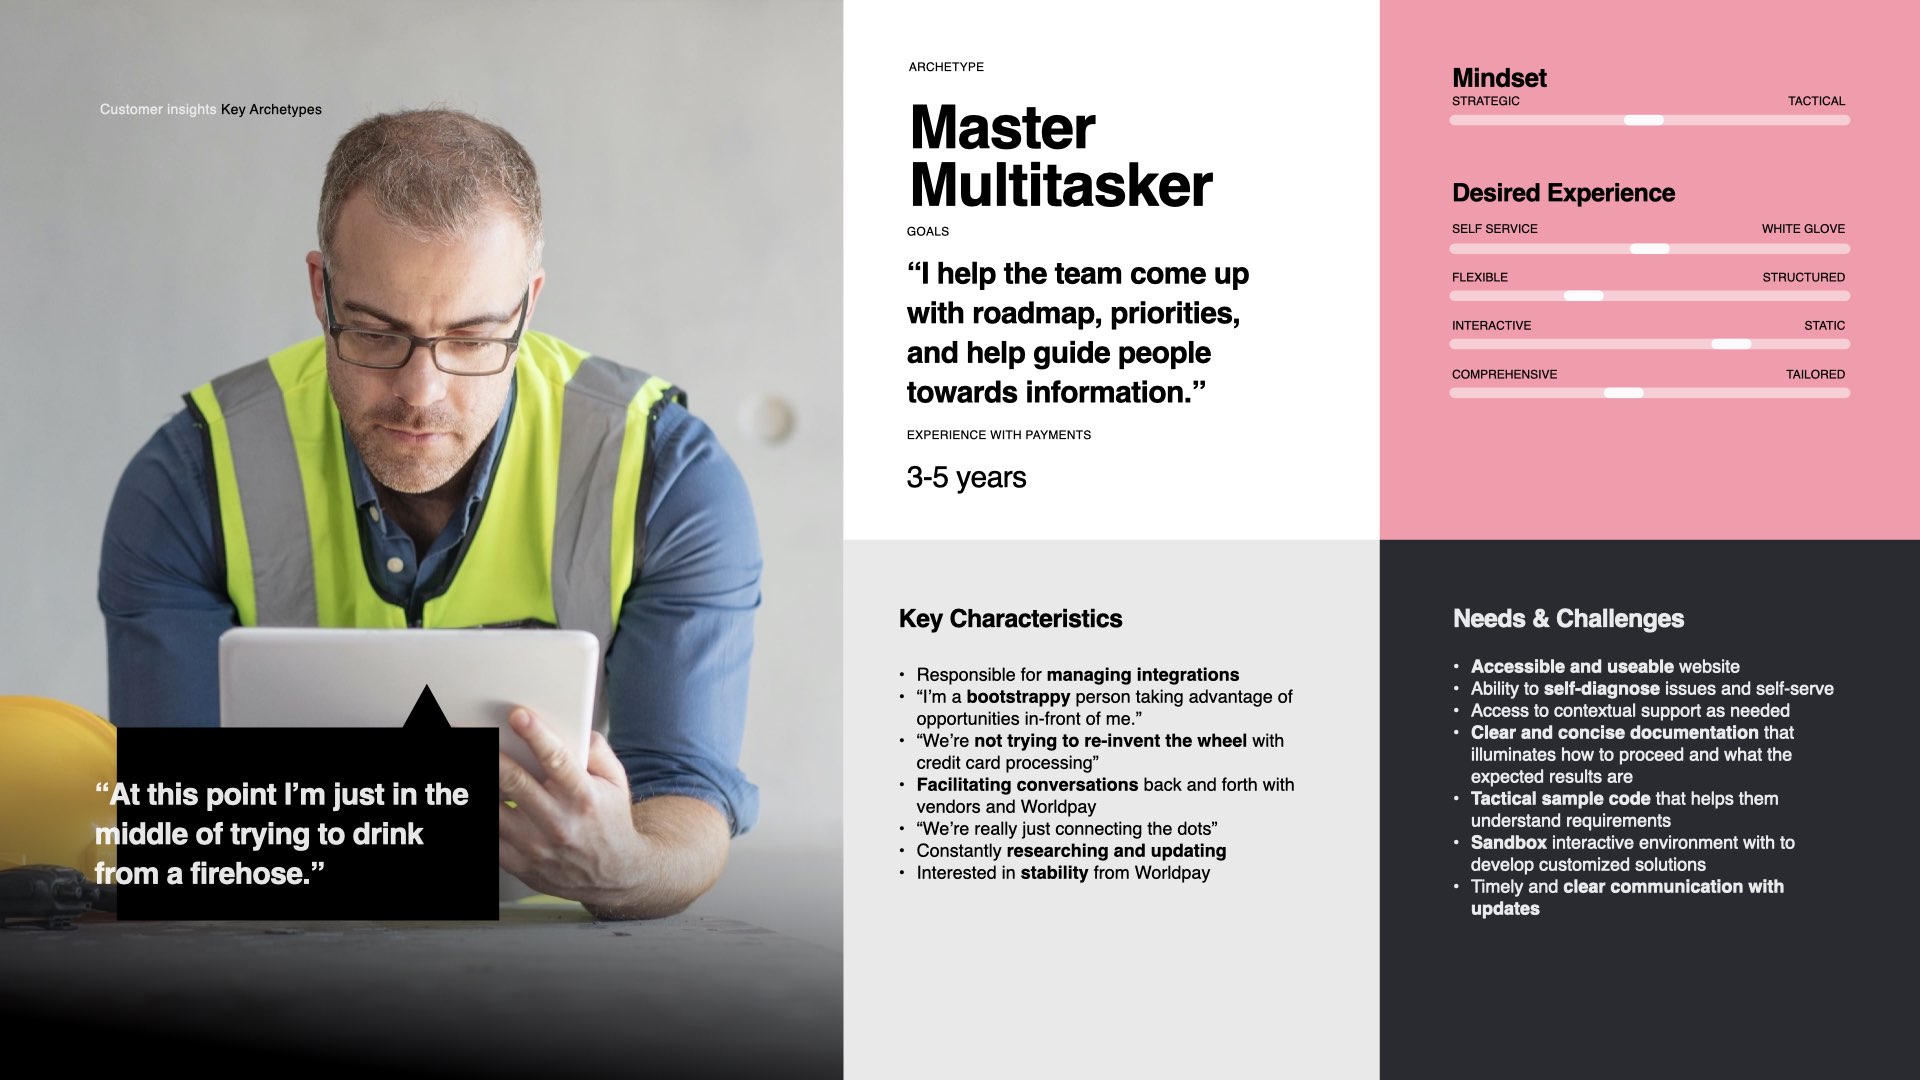 Customer insights Key Archetypes
“At this point I’m just in the
middle of trying to drink
from a firehose.”
ARCHETYPE
Master
Multitasker
GOALS
“I help the team come up
with roadmap, priorities,
and help guide people
towards information.”
EXPERIENCE WITH PAYMENTS
3-5 years
Mindset
STRATEGIC TACTICAL
Desired Experience
SELF SERVICE WHITE GLOVE
FLEXIBLE STRUCTURED
INTERACTIVE STATIC
COMPREHENSIVE TAILORED
Key Characteristics
• Responsible for managing integrations
• “I’m a bootstrappy person taking advantage of
opportunities in-front of me.”
• “We’re not trying to re-invent the wheel with
credit card processing”
• Facilitating conversations back and forth with
vendors and Worldpay
• “We’re really just connecting the dots”
• Constantly researching and updating
• Interested in stability from Worldpay
Needs & Challenges
• Accessible and useable website
• Ability to self-diagnose issues and self-serve
• Access to contextual support as needed
• Clear and concise documentation that
illuminates how to proceed and what the
expected results are
• Tactical sample code that helps them
understand requirements
• Sandbox interactive environment with to
develop customized solutions
• Timely and clear communication with
updates